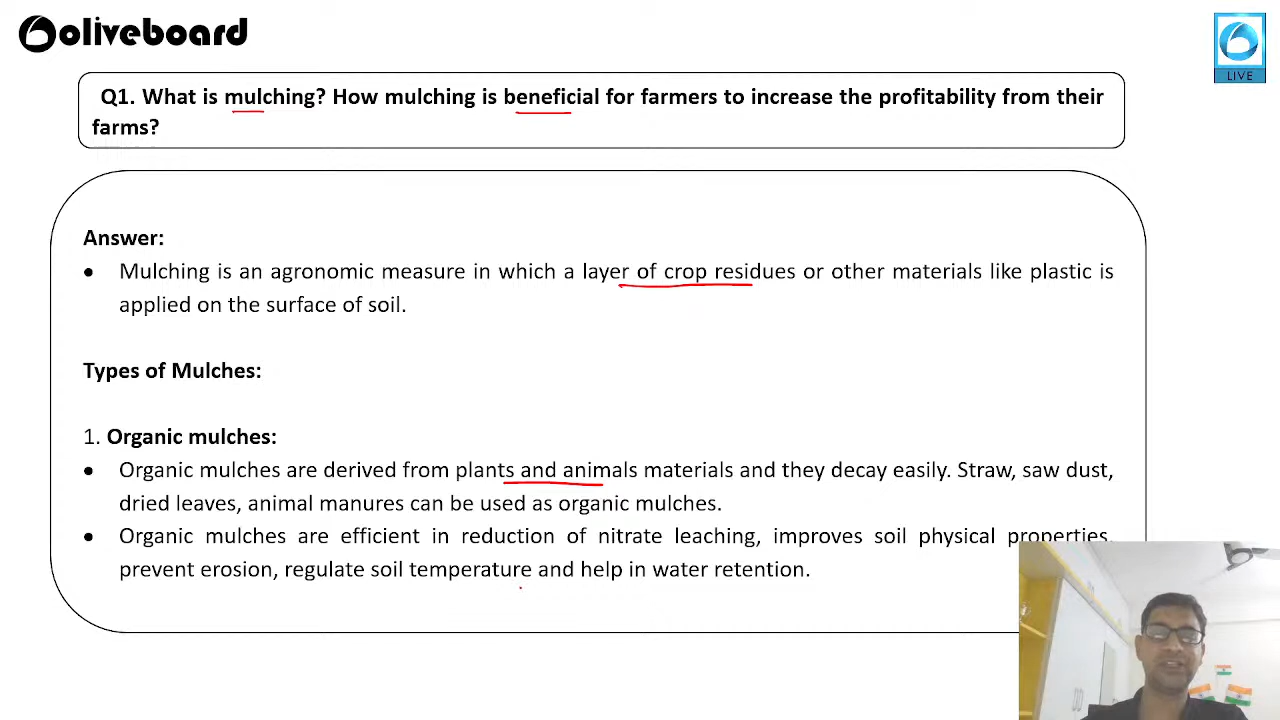 oliveboard
LIVE
Q1. What is mulching? How mulching is beneficial for farmers to increase the profitability from their
farms?
Answer:
● Mulching is an agronomic measure in which a layer of crop residues or other materials like plastic is
applied on the surface of soil.
Types of Mulches:
1. Organic mulches:
● Organic mulches are derived from plants and animals materials and they decay easily. Straw, saw dust,
dried leaves, animal manures can be used as organic mulches.
● Organic mulches are efficient in reduction of nitrate leaching, improves soil physical properties,
prevent erosion, regulate soil temperature and help in water retention.